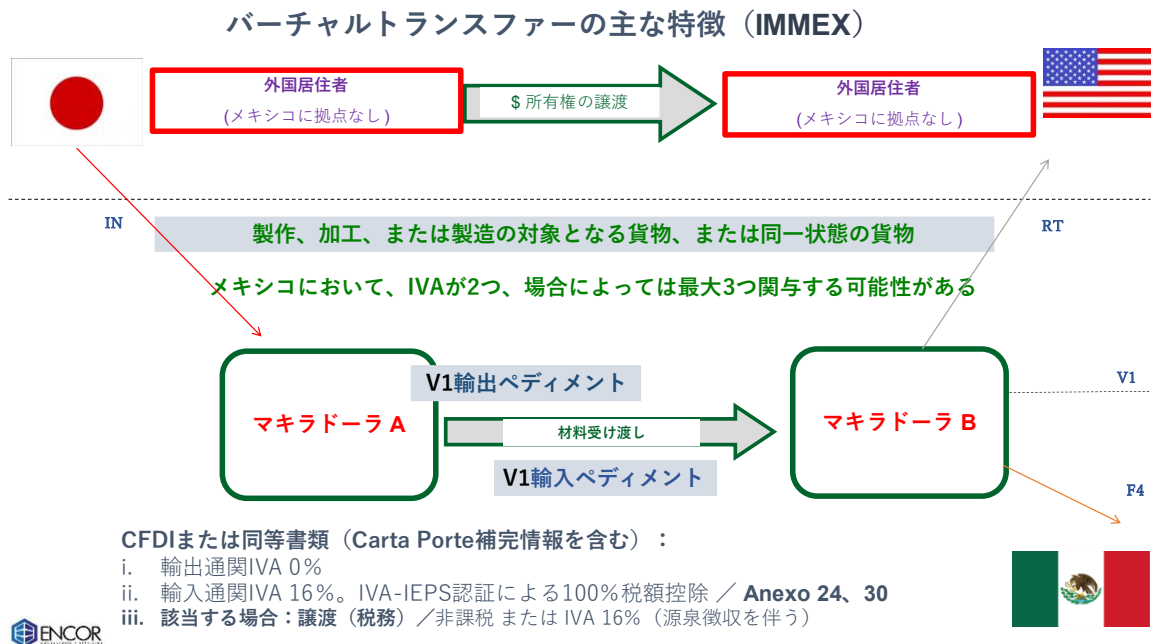 バーチャルトランスファーの主な特徴（IMMEX）
外国居住者
(メキシコに拠点なし)
$ 所有権の譲渡
外国居住者
(メキシコに拠点なし)
IN
RT
製作、加工、または製造の対象となる貨物、または同一状態の貨物
メキシコにおいて、IVAが2つ、場合によっては最大3つ関与する可能性がある
V1輸出ペディメント
V1
マキラドーラ A
材料受け渡し
マキラドーラ B
V1輸入ペディメント
F4
CFDIまたは同等書類（Carta Porte補完情報を含む）：
i. 輸出通関IVA 0%
ii. 輸入通関IVA 16%。IVA-IEPS認証による100%税額控除 ／ Anexo 24、30
iii. 該当する場合：譲渡（税務）／非課税 または IVA 16%（源泉徴収を伴う）
ENCOR